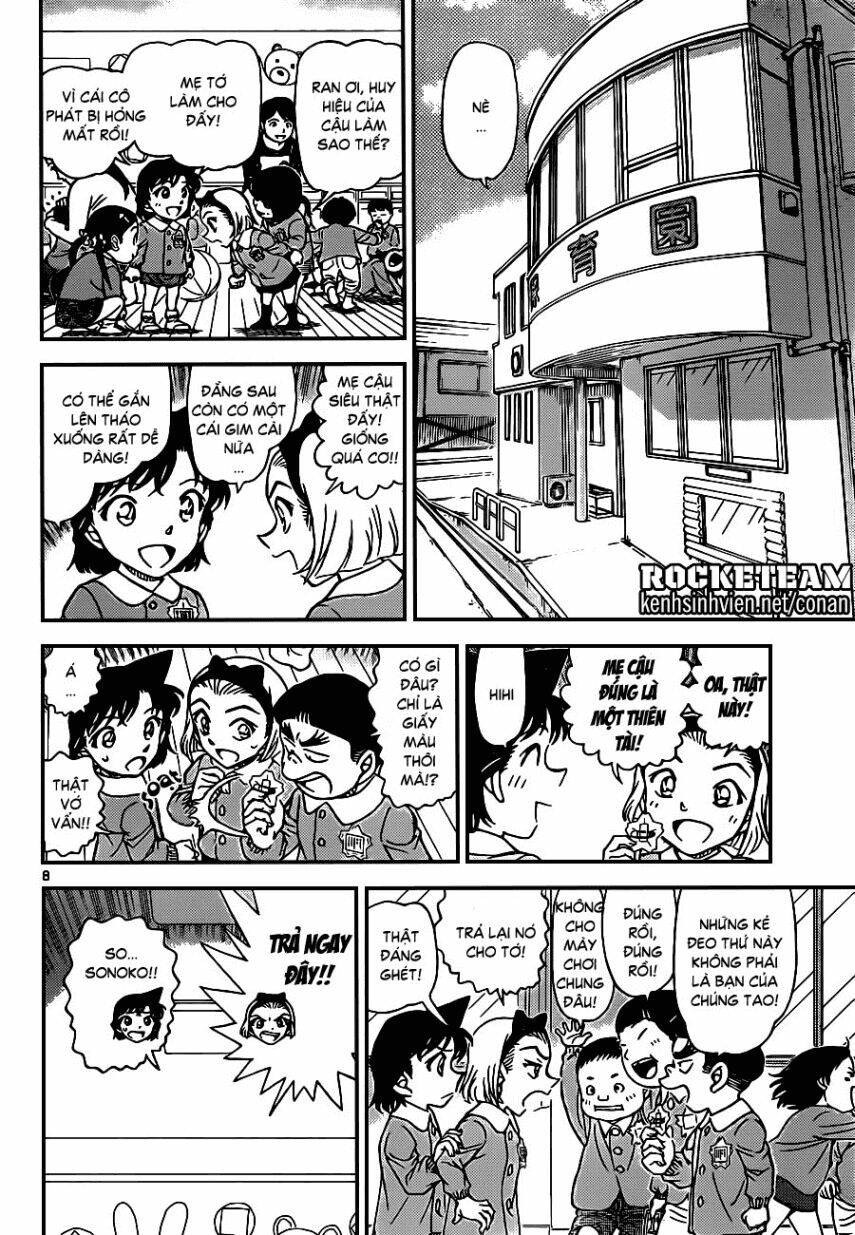 NÈ
...
保育園
RAN ƠI, HUY
HIỆU CỦA
CẬU LÀM
SAO THẾ?
MẸ TỚ
LÀM CHO
ĐẤY!
VÌ CÁI CÔ
PHÁT BỊ HỎNG
MẤT RỒI!
MẸ CẬU
SIÊU THẬT
ĐẤY!
GIỐNG
QUÁ CƠ!!
ĐẰNG SAU
CÒN CÓ MỘT
CÁI GIM CÀI
NỮA
...
CÓ THỂ GẮN
LÊN THÁO
XUỐNG RẤT DỄ
DÀNG!
ROCKETEAM
kenhsinhvien.net/conan
OA, THẬT
NÀY!
MẸ CẬU
ĐÚNG LÀ
MỘT THIÊN
TÀI!
HIHI
CÓ GÌ
ĐÂU?
CHỈ LÀ
GIẤY
MÀU
THÔI
MÀ!?
Á
...
THẬT
VỚ
VẨN!!
soạt
8
NHỮNG KẺ
ĐEO THỨ NÀY
KHÔNG PHẢI
LÀ BẠN CỦA
CHÚNG TAO!
ĐÚNG
RỒI,
ĐÚNG
RỒI!
KHÔNG
CHO
MÀY
CHƠI
CHUNG
ĐÂU!
TRẢ LẠI NÓ
CHO TỚ!
THẬT
ĐÁNG
GHÉT!
TRẢ NGAY
ĐÂY!!
SO...
SONOKO!!